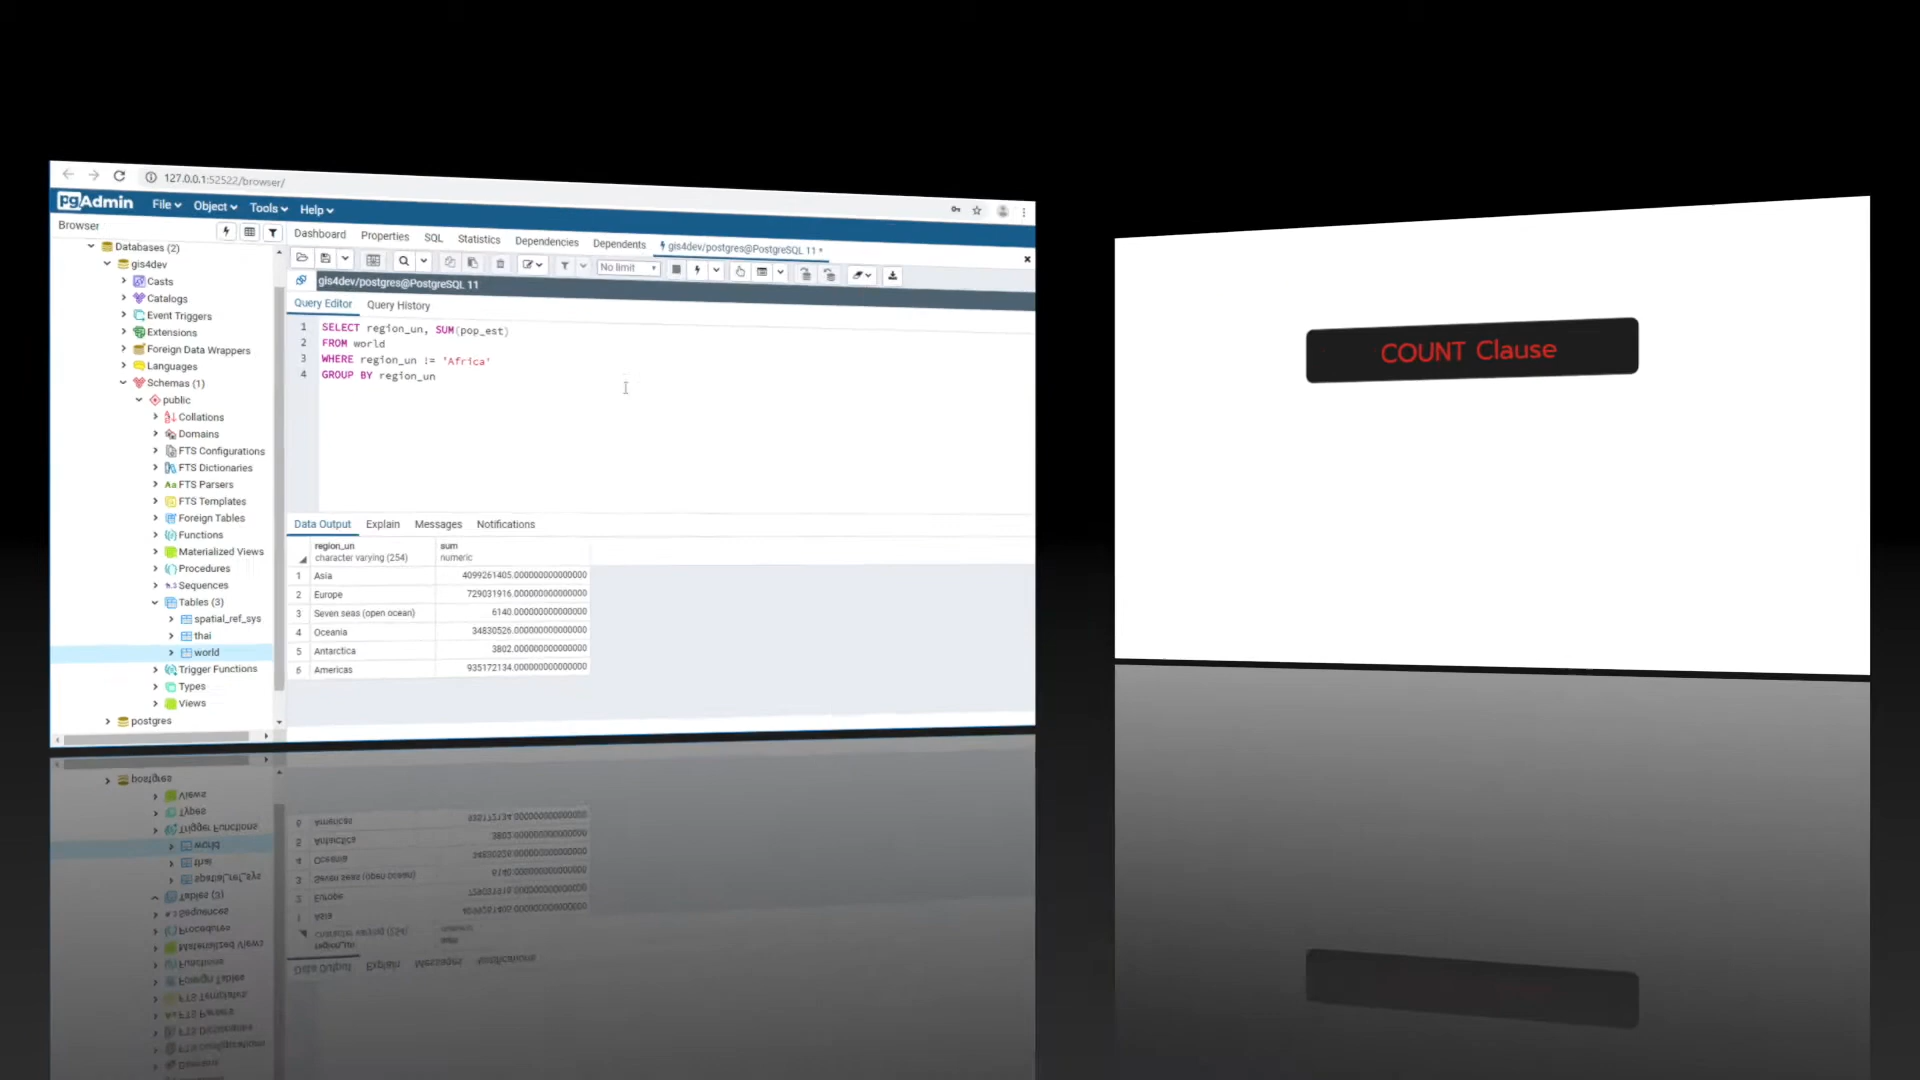 127.0.0.1:52522/browser/
pgAdmin File Object Tools Help
Browser
Dashboard Properties SQL Statistics Dependencies Dependents gis4dev/postgres@PostgreSQL 11 *
No limit
gis4dev/postgres@PostgreSQL 11
Query Editor Query History
Databases (2)
gis4dev
Casts
Catalogs
Event Triggers
Extensions
Foreign Data Wrappers
Languages
Schemas (1)
public
Collations
Domains
FTS Configurations
FTS Dictionaries
FTS Parsers
FTS Templates
Foreign Tables
Functions
Materialized Views
Procedures
Sequences
Tables (3)
spatial_ref_sys
thai
world
Trigger Functions
Types
Views
postgres
1 SELECT region_un, SUM(pop_est)
2 FROM world
3 WHERE region_un != 'Africa'
4 GROUP BY region_un
Data Output Explain Messages Notifications
region_un sum
character varying (254) numeric
1 Asia 4099261405.000000000000000
2 Europe 729031916.000000000000000
3 Seven seas (open ocean) 6140.000000000000000
4 Oceania 34830526.000000000000000
5 Antarctica 3802.000000000000000
6 Americas 935172134.000000000000000
COUNT Clause